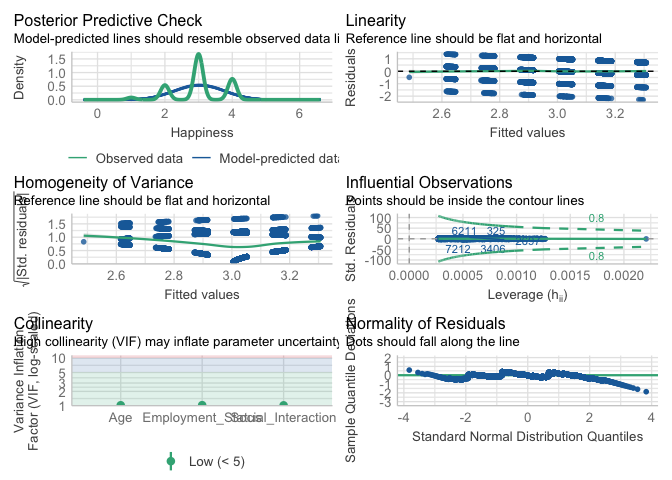 Posterior Predictive Check
Model-predicted lines should resemble observed data li
Density
1.5
1.0
0.5
0.0
0
2
4
6
Happiness
Observed data
Model-predicted data
Linearity
Reference line should be flat and horizontal
Residuals
1
0
-1
-2
2.6
2.8
3.0
3.2
Fitted values
Homogeneity of Variance
Reference line should be flat and horizontal
√|Std. residuals|
1.5
1.0
0.5
0.0
2.6
2.8
3.0
3.2
Fitted values
Influential Observations
Points should be inside the contour lines
Std. Residuals
100
50
0
-50
-100
0.8
6211 325
7212 3406
0.8
0.0000
0.0005
0.0010
0.0015
0.0020
Leverage (hii)
Collinearity
High collinearity (VIF) may inflate parameter uncertainty
Variance Inflation
Factor (VIF, log-scaled)
10
5
3
2
1
Age
Employment_Status
Social_Interaction
Low (< 5)
Normality of Residuals
Dots should fall along the line
Sample Quantile Deviations
2
1
0
-1
-2
-3
-4
-2
0
2
4
Standard Normal Distribution Quantiles